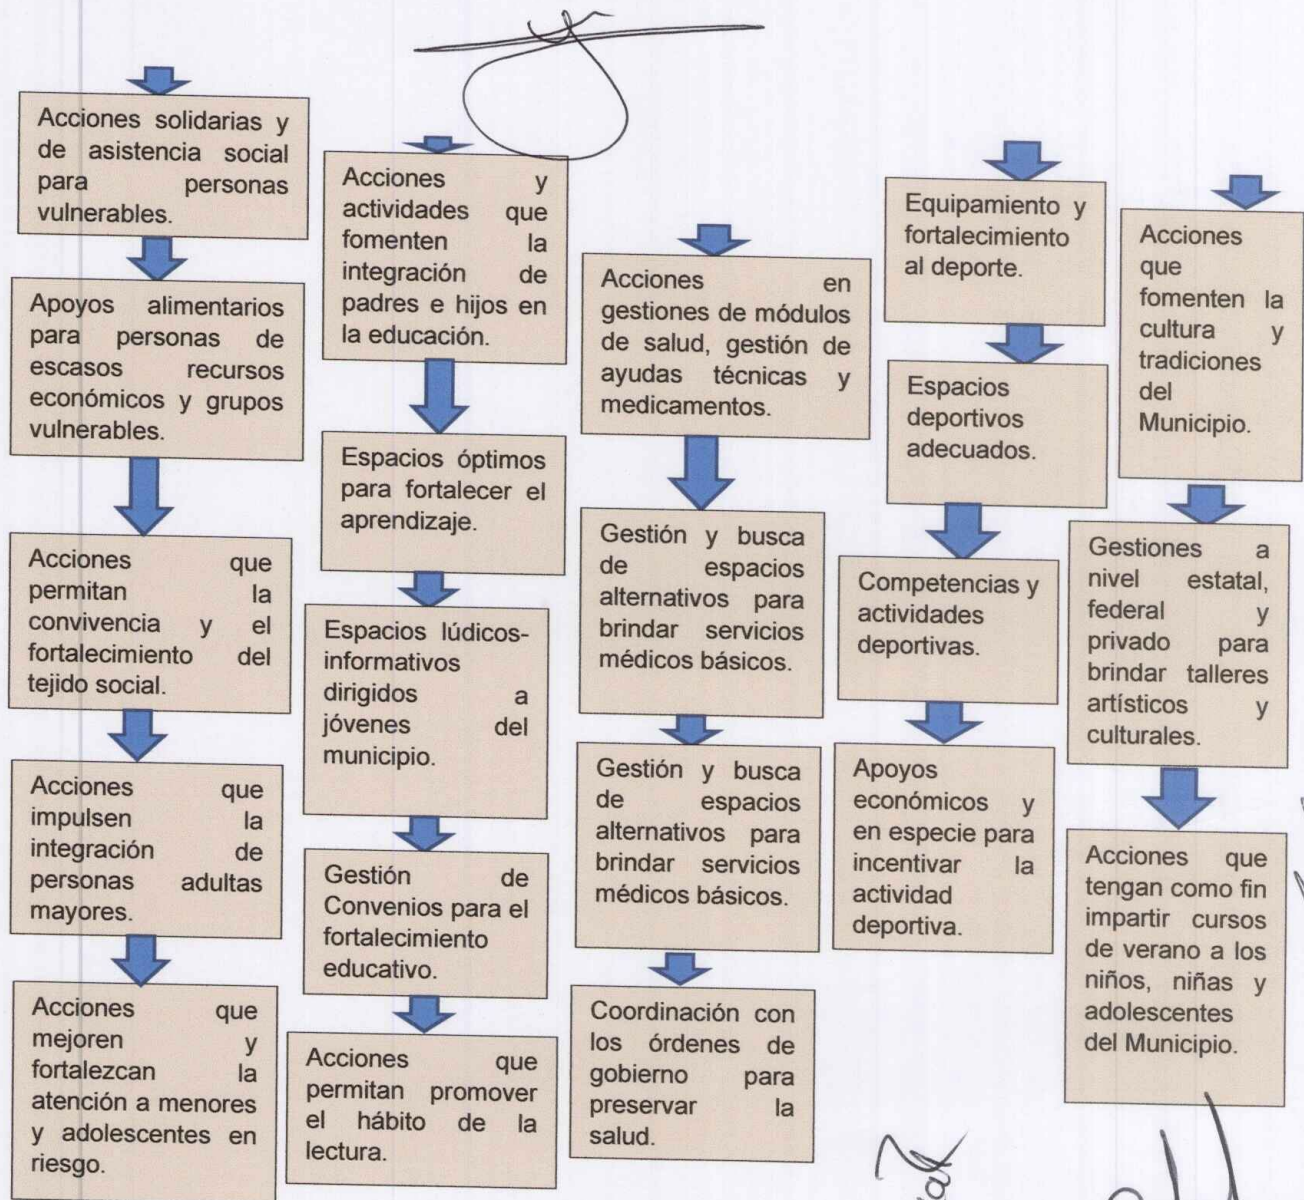 Acciones solidarias y
de asistencia social
para personas
vulnerables.
Apoyos alimentarios
para personas de
escasos recursos
económicos y grupos
vulnerables.
Acciones que
permitan la
convivencia y el
fortalecimiento del
tejido social.
Acciones que
impulsen la
integración de
personas adultas
mayores.
Acciones que
mejoren y
fortalezcan la
atención a menores
y adolescentes en
riesgo.
Acciones y
actividades que
fomenten la
integración de
padres e hijos en
la educación.
Espacios óptimos
para fortalecer el
aprendizaje.
Espacios lúdicos-
informativos
dirigidos a
jóvenes del
municipio.
Gestión de
Convenios para el
fortalecimiento
educativo.
Acciones que
permitan promover
el hábito de la
lectura.
Acciones en
gestiones de módulos
de salud, gestión de
ayudas técnicas y
medicamentos.
Gestión y busca
de espacios
alternativos para
brindar servicios
médicos básicos.
Gestión y busca
de espacios
alternativos para
brindar servicios
médicos básicos.
Coordinación con
los órdenes de
gobierno para
preservar la
salud.
Equipamiento y
fortalecimiento
al deporte.
Espacios
deportivos
adecuados.
Competencias y
actividades
deportivas.
Apoyos
económicos y
en especie para
incentivar la
actividad
deportiva.
Acciones
que
fomenten la
cultura y
tradiciones
del
Municipio.
Gestiones a
nivel estatal,
federal y
privado para
brindar talleres
artísticos y
culturales.
Acciones que
tengan como fin
impartir cursos
de verano a los
niños, niñas y
adolescentes
del Municipio.